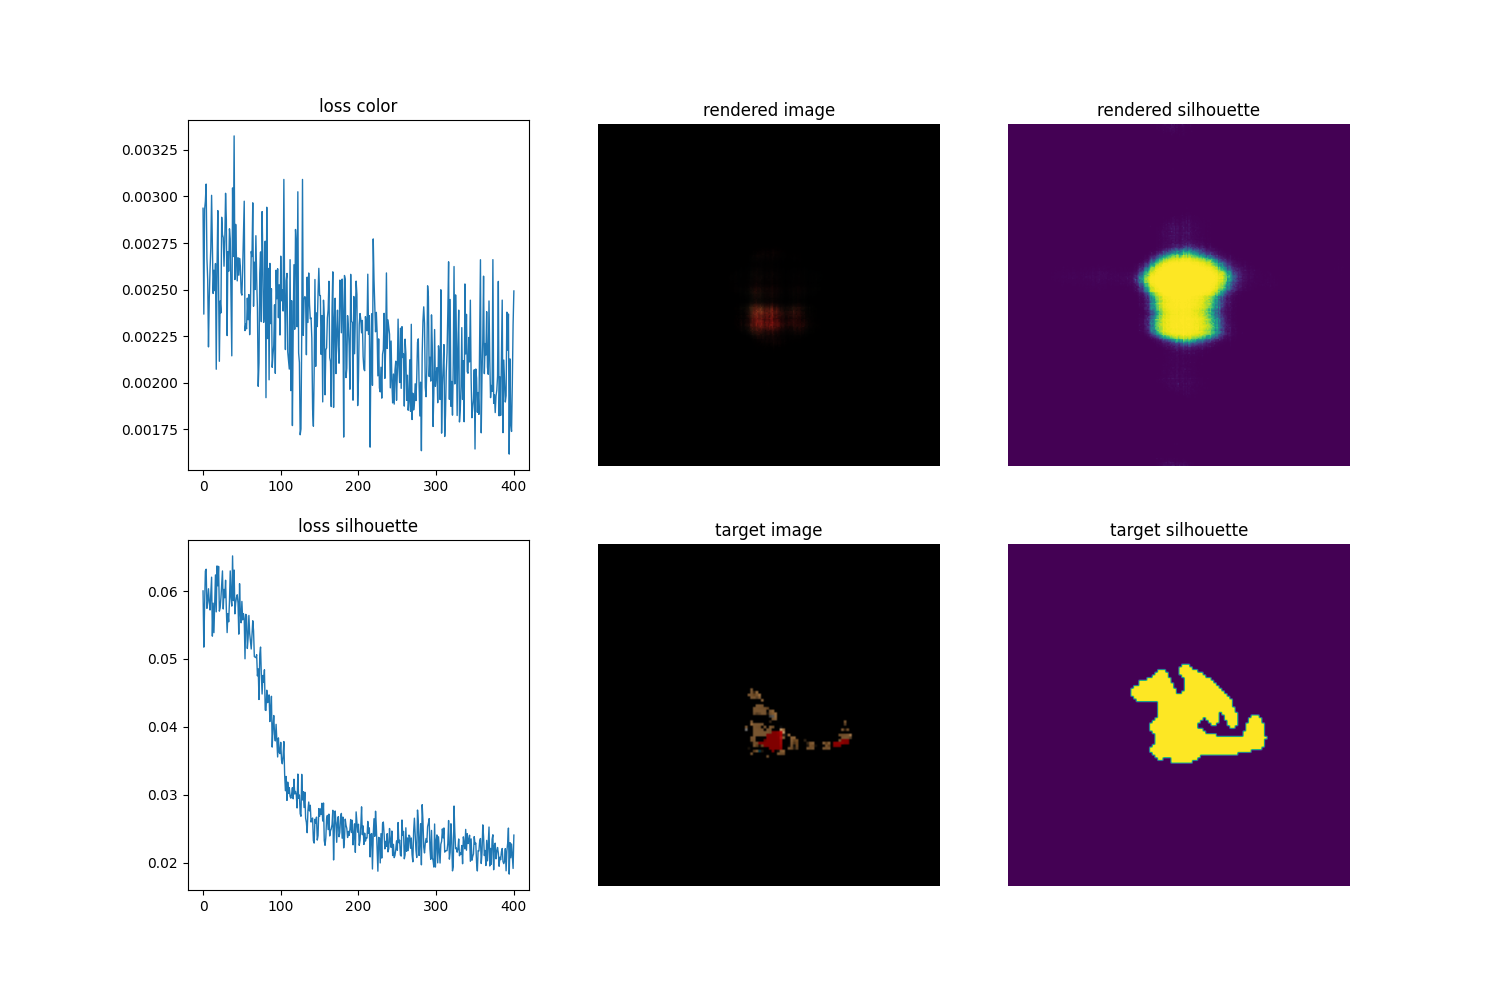 loss color
0.00325
0.00300
0.00275
0.00250
0.00225
0.00200
0.00175
0 100 200 300 400
rendered image
rendered silhouette
loss silhouette
0.06
0.05
0.04
0.03
0.02
0 100 200 300 400
target image
target silhouette